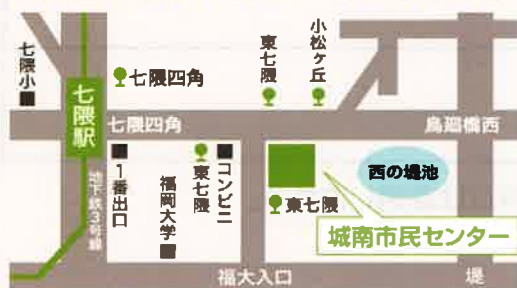 七隈小
七隈四角
東七隈
小松ヶ丘
七隈駅
七隈四角
鳥廻橋西
地下鉄3号線
1番出口
福岡大学
東七隈
コンビニ
東七隈
西の堤池
城南市民センター
福大入口
堤